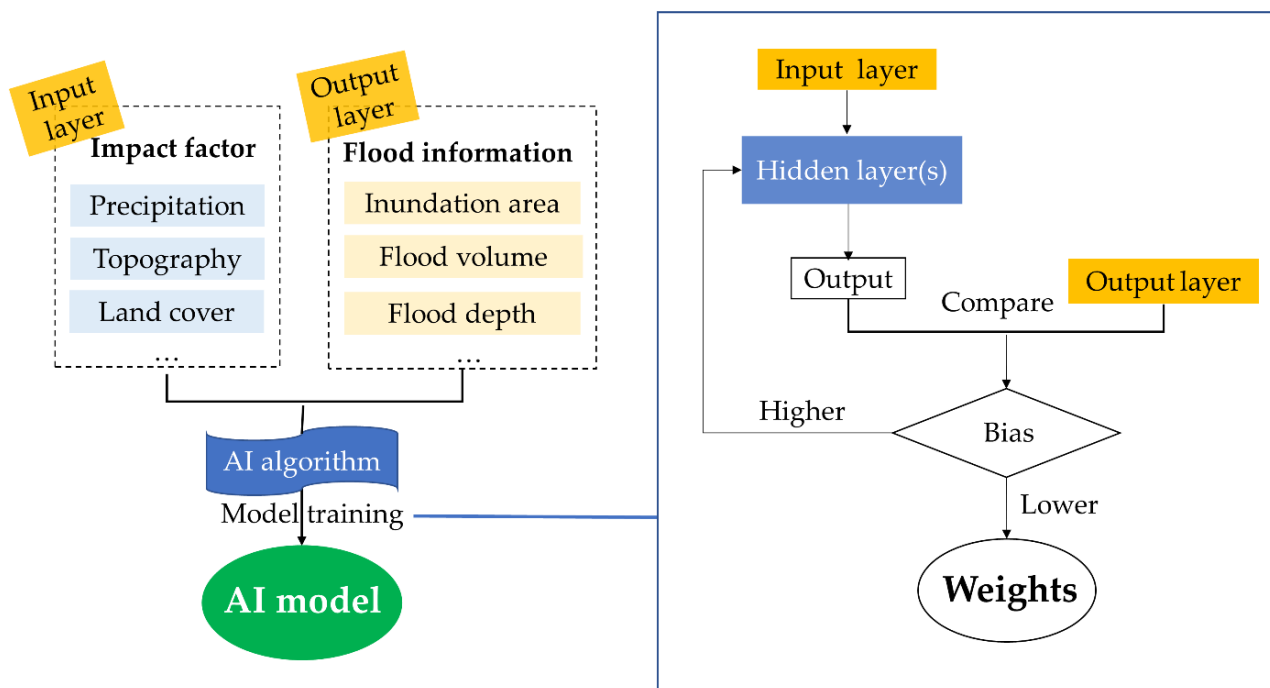 Input
layer
Impact factor
Precipitation
Topography
Land cover
...
Output
layer
Flood information
Inundation area
Flood volume
Flood depth
...
AI algorithm
Model training
AI model
Input layer
Hidden layer(s)
Output
Output layer
Compare
Higher
Bias
Lower
Weights